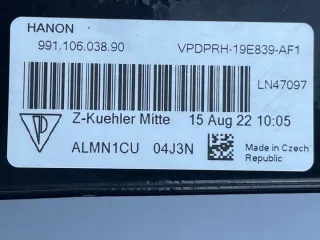 HANON
991.106.038.90 VPDPRH-19E839-AF1
LN47097
Z-Kuehler Mitte 15 Aug 22 10:05
ALMN1CU 04J3N Made in Czech
Republic